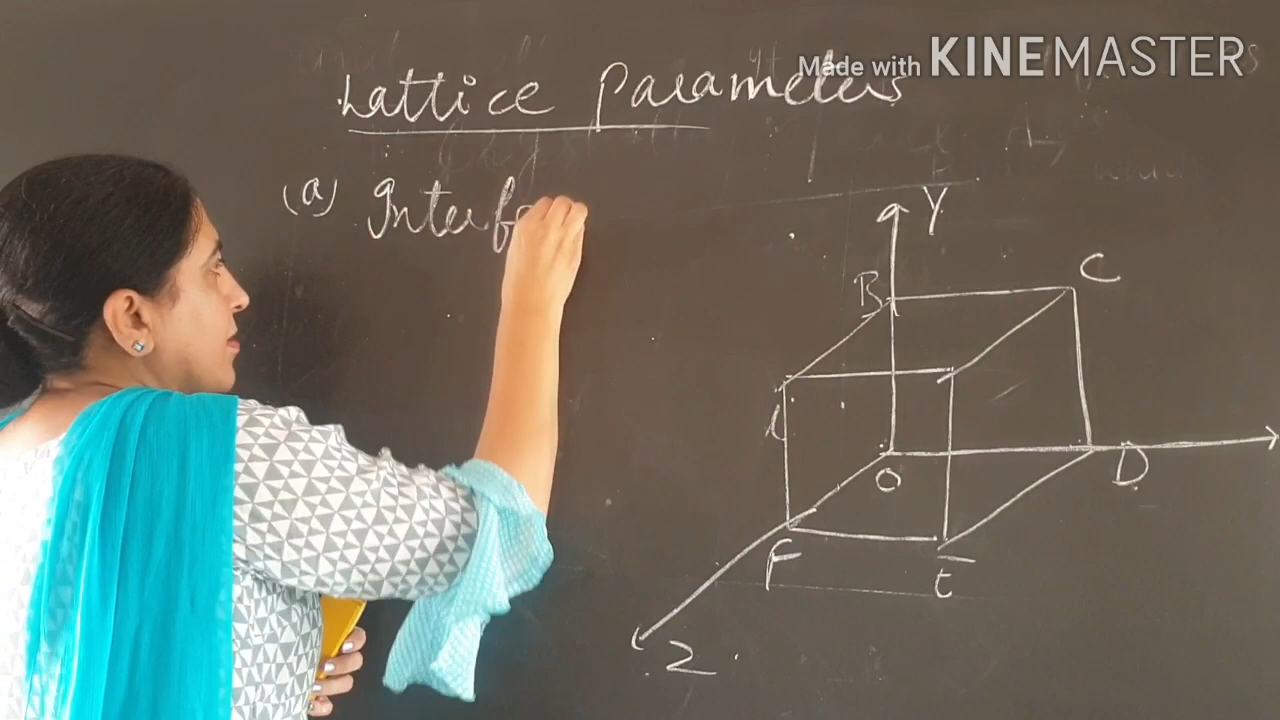 Made with KINEMASTER
Lattice Parameters
(a) Interf
Y
B
C
O
D
F
E
Z